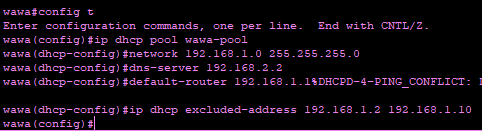 wawa#config t
Enter configuration commands, one per line.  End with CNTL/Z.
wawa(config)#ip dhcp pool wawa-pool
wawa(dhcp-config)#network 192.168.1.0 255.255.255.0
wawa(dhcp-config)#dns-server 192.168.2.2
wawa(dhcp-config)#default-router 192.168.1.1%DHCPD-4-PING_CONFLICT:
wawa(dhcp-config)#ip dhcp excluded-address 192.168.1.2 192.168.1.10
wawa(config)#